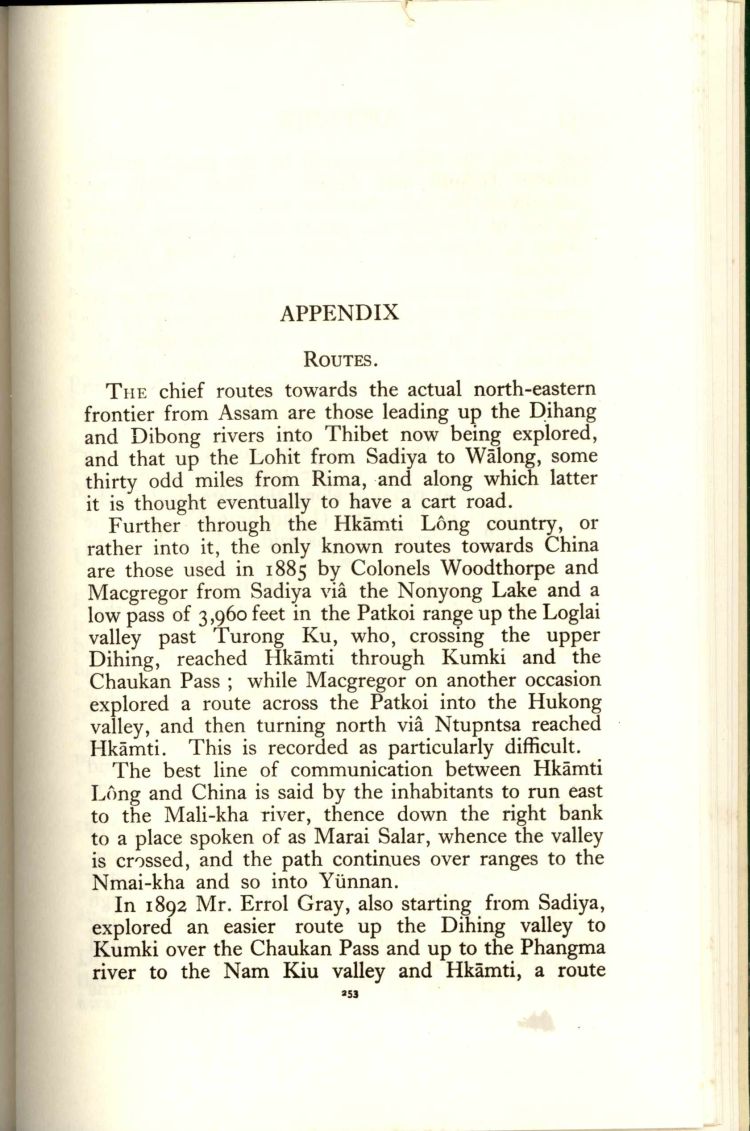 APPENDIX
ROUTES.
THE chief routes towards the actual north-eastern
frontier from Assam are those leading up the Dihang
and Dibong rivers into Thibet now being explored,
and that up the Lohit from Sadiya to Wālong, some
thirty odd miles from Rima, and along which latter
it is thought eventually to have a cart road.
Further through the Hkāmti Lông country, or
rather into it, the only known routes towards China
are those used in 1885 by Colonels Woodthorpe and
Macgregor from Sadiya viâ the Nonyong Lake and a
low pass of 3,960 feet in the Patkoi range up the Loglai
valley past Turong Ku, who, crossing the upper
Dihing, reached Hkāmti through Kumki and the
Chaukan Pass ; while Macgregor on another occasion
explored a route across the Patkoi into the Hukong
valley, and then turning north viâ Ntupntsa reached
Hkāmti. This is recorded as particularly difficult.
The best line of communication between Hkāmti
Lông and China is said by the inhabitants to run east
to the Mali-kha river, thence down the right bank
to a place spoken of as Marai Salar, whence the valley
is crossed, and the path continues over ranges to the
Nmai-kha and so into Yünnan.
In 1892 Mr. Errol Gray, also starting from Sadiya,
explored an easier route up the Dihing valley to
Kumki over the Chaukan Pass and up to the Phangma
river to the Nam Kiu valley and Hkāmti, a route
253